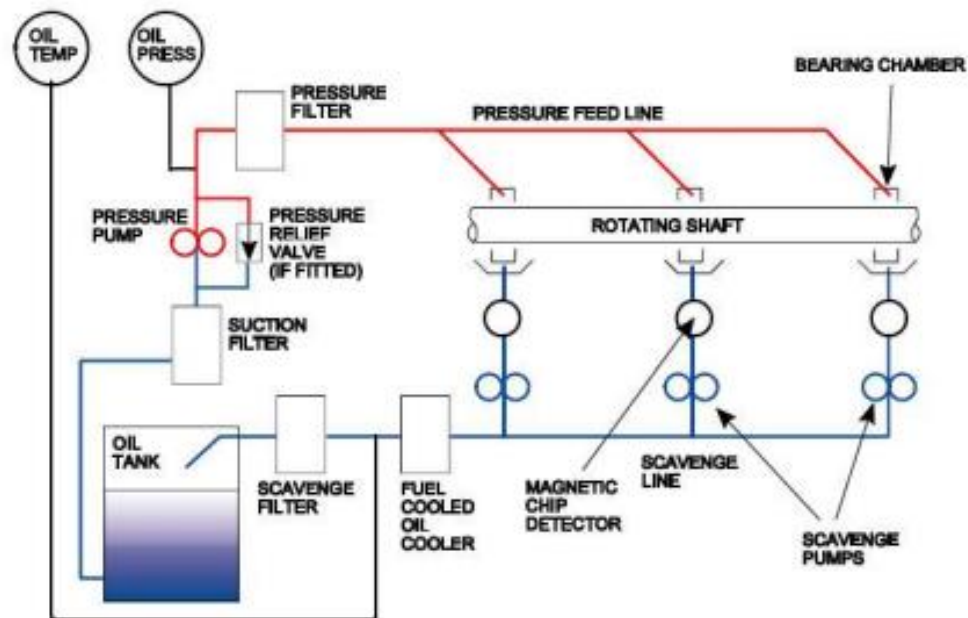 OIL
TEMP
OIL
PRESS
PRESSURE
FILTER
PRESSURE FEED LINE
BEARING CHAMBER
PRESSURE
PUMP
PRESSURE
RELIEF
VALVE
(IF FITTED)
ROTATING SHAFT
SUCTION
FILTER
OIL
TANK
SCAVENGE
FILTER
FUEL
COOLED
OIL
COOLER
MAGNETIC
CHIP
DETECTOR
SCAVENGE
LINE
SCAVENGE
PUMPS